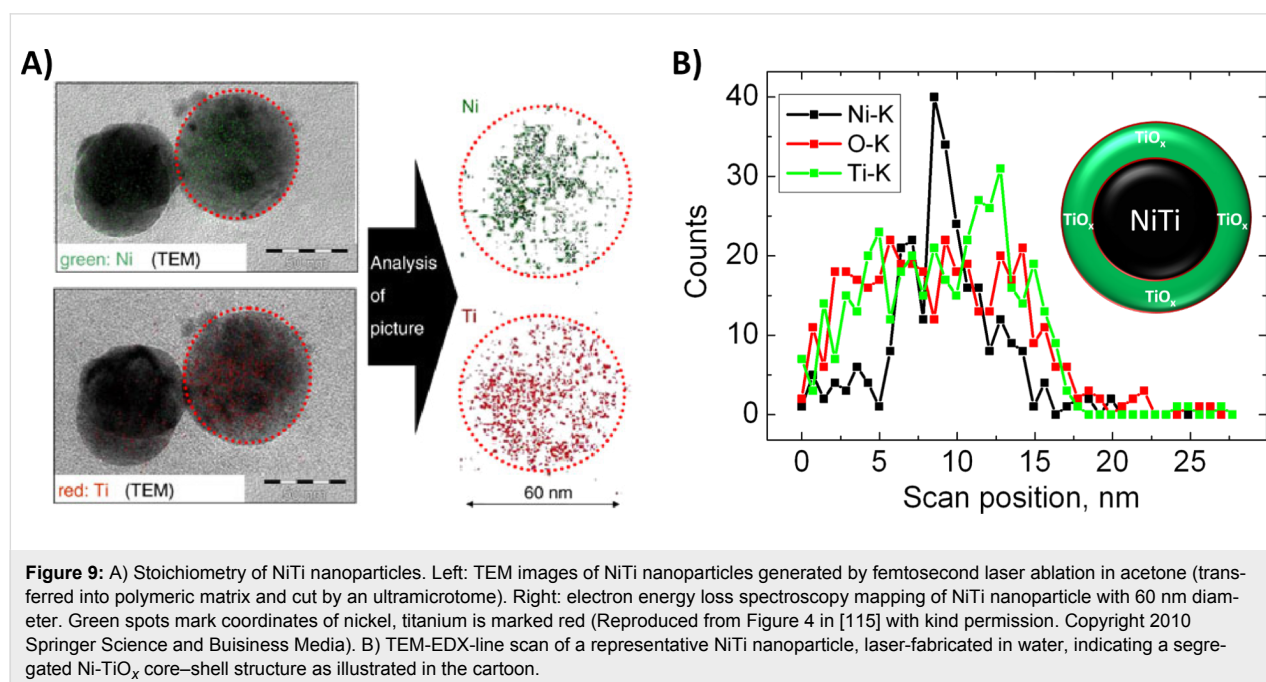 A)
green: Ni (TEM)
red: Ti (TEM)
Analysis
of
picture
Ni
Ti
60 nm
B)
Ni-K
O-K
Ti-K
40
30
20
10
0
Counts
0 5 10 15 20 25
Scan position, nm
TiOₓ
TiOₓ NiTi TiOₓ
TiOₓ
Figure 9: A) Stoichiometry of NiTi nanoparticles. Left: TEM images of NiTi nanoparticles generated by femtosecond laser ablation in acetone (trans-
ferred into polymeric matrix and cut by an ultramicrotome). Right: electron energy loss spectroscopy mapping of NiTi nanoparticle with 60 nm diam-
eter. Green spots mark coordinates of nickel, titanium is marked red (Reproduced from Figure 4 in [115] with kind permission. Copyright 2010
Springer Science and Buisiness Media). B) TEM-EDX-line scan of a representative NiTi nanoparticle, laser-fabricated in water, indicating a segre-
gated Ni-TiOₓ core–shell structure as illustrated in the cartoon.